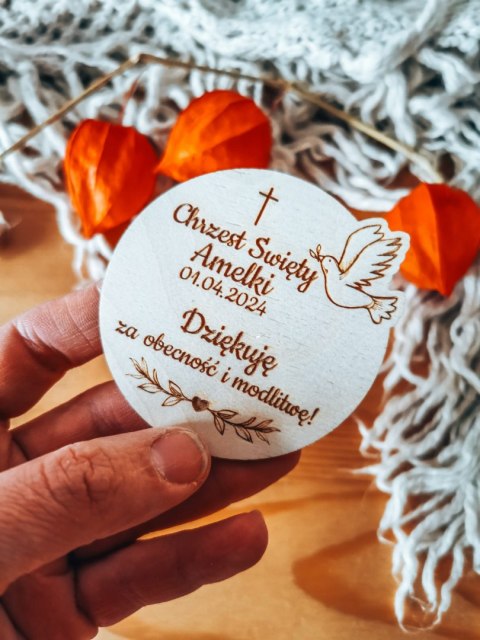 Chrzest Święty
Amelki
01.04.2024
Dziękuję
za obecność i modlitwę!